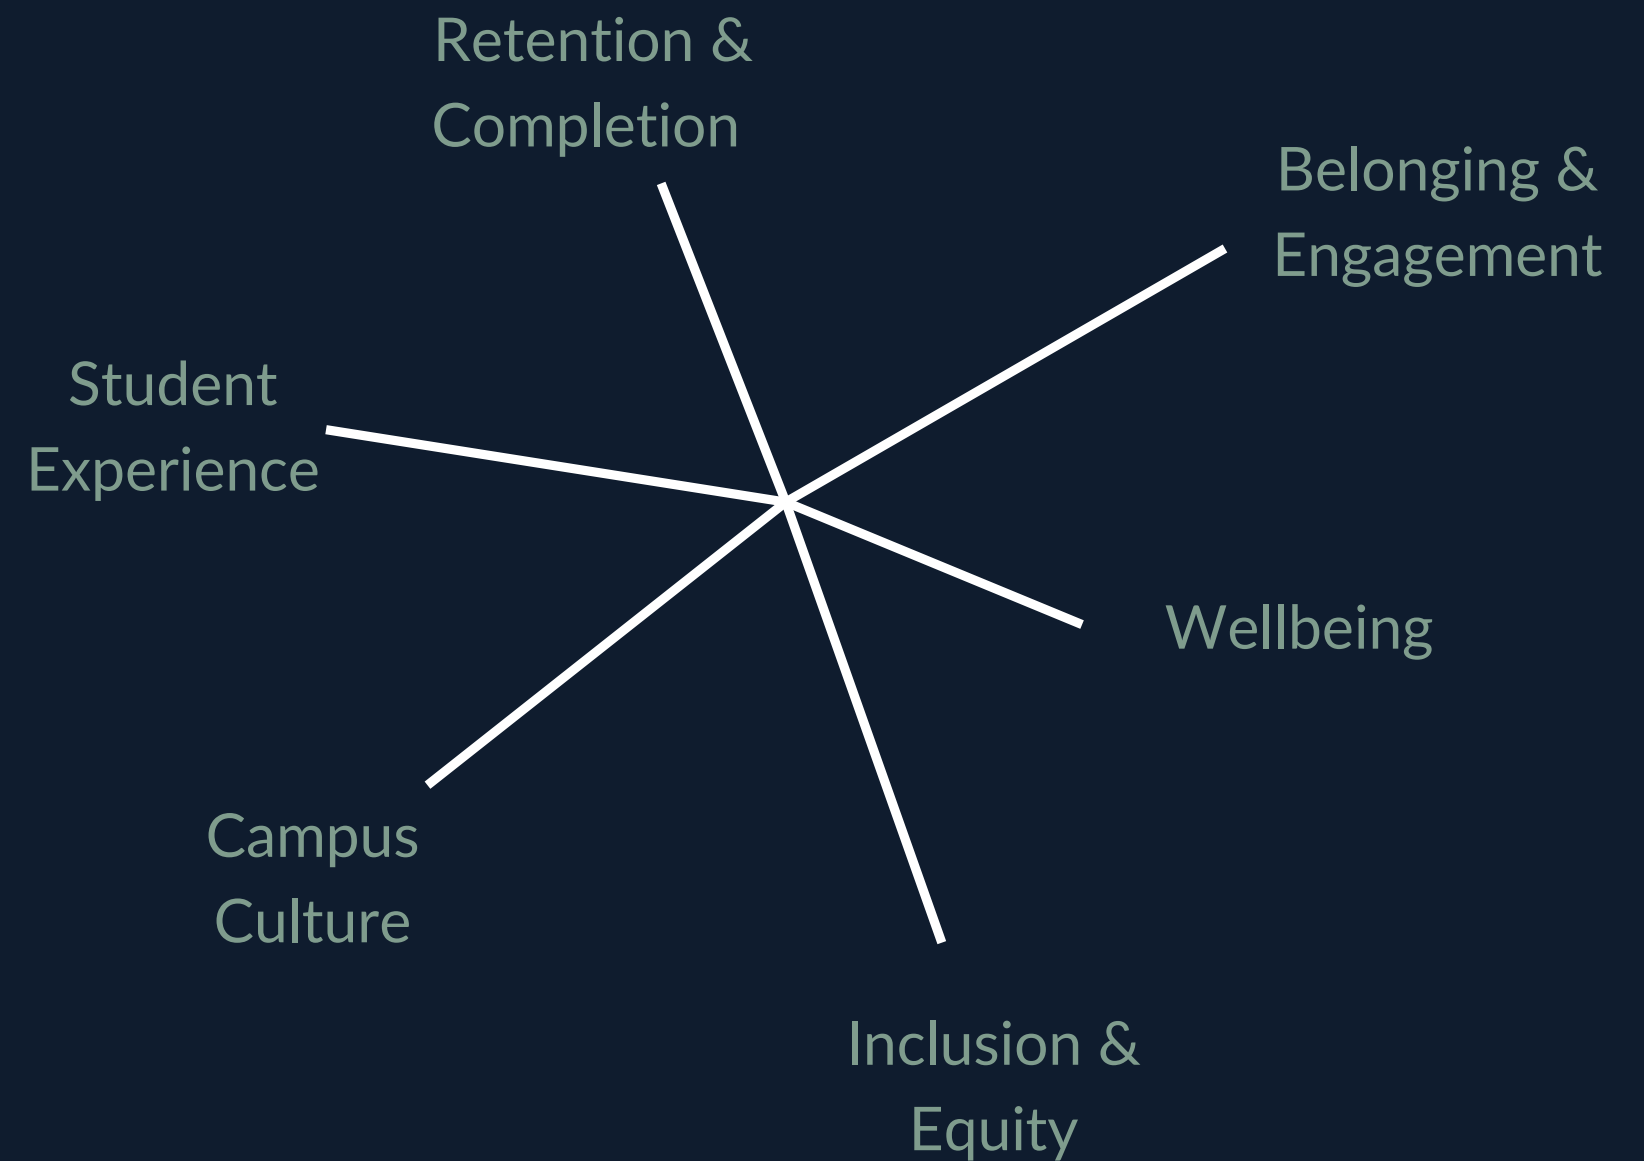 Retention &
Completion
Belonging &
Engagement
Student
Experience
Wellbeing
Campus
Culture
Inclusion &
Equity